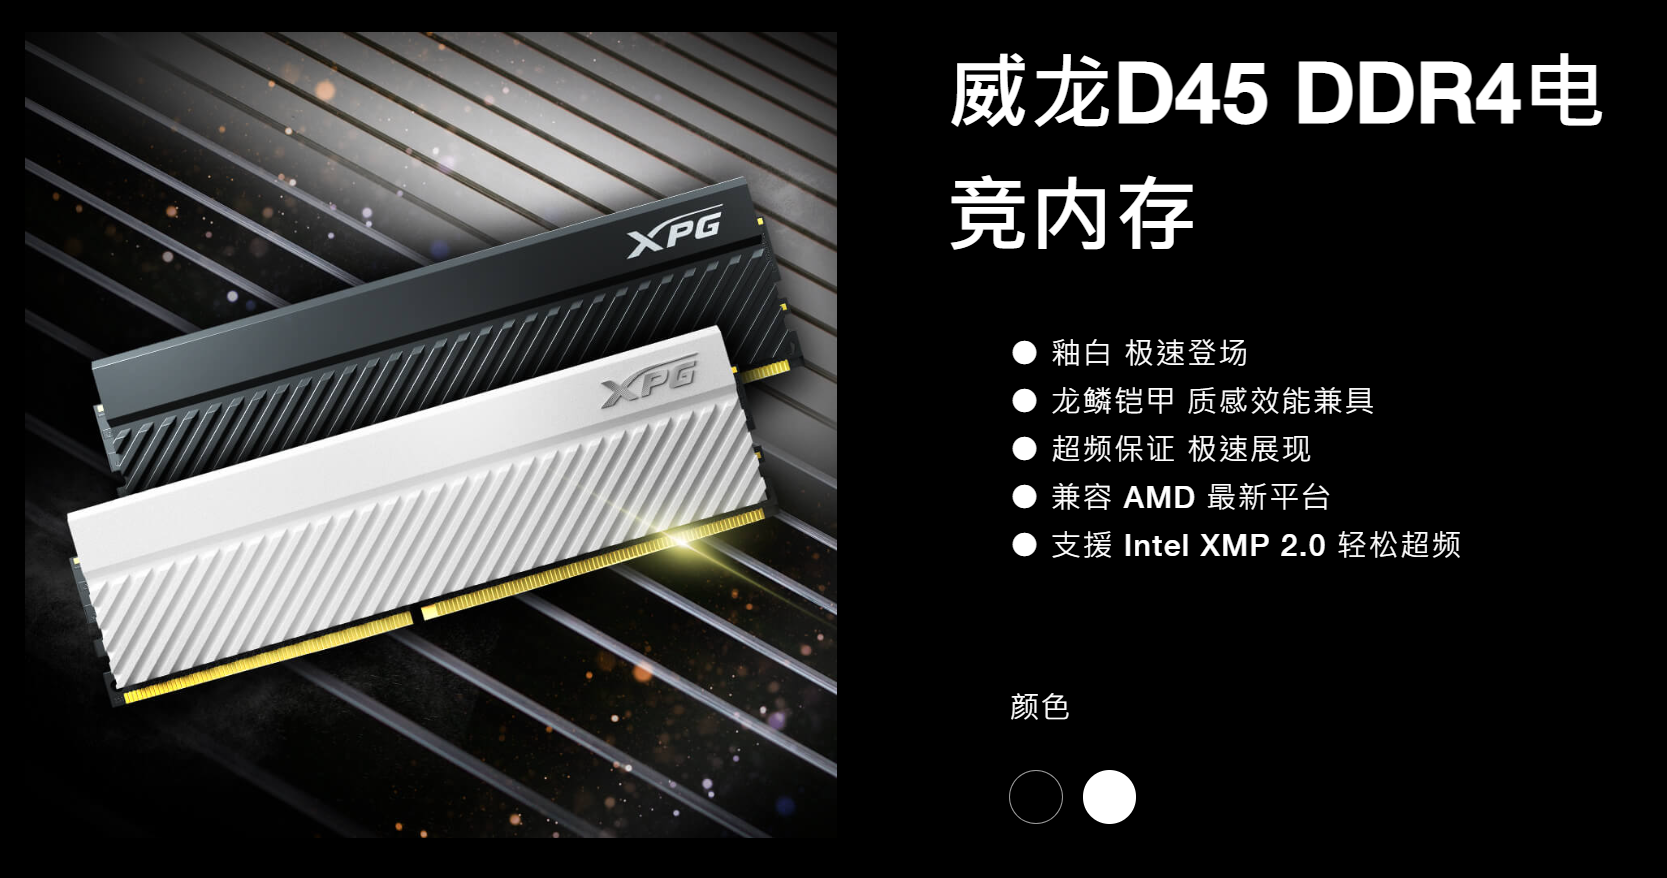 XPG
XPG
威龙D45 DDR4电
竞内存
釉白 极速登场
龙鳞铠甲 质感效能兼具
超频保证 极速展现
兼容 AMD 最新平台
支援 Intel XMP 2.0 轻松超频
颜色